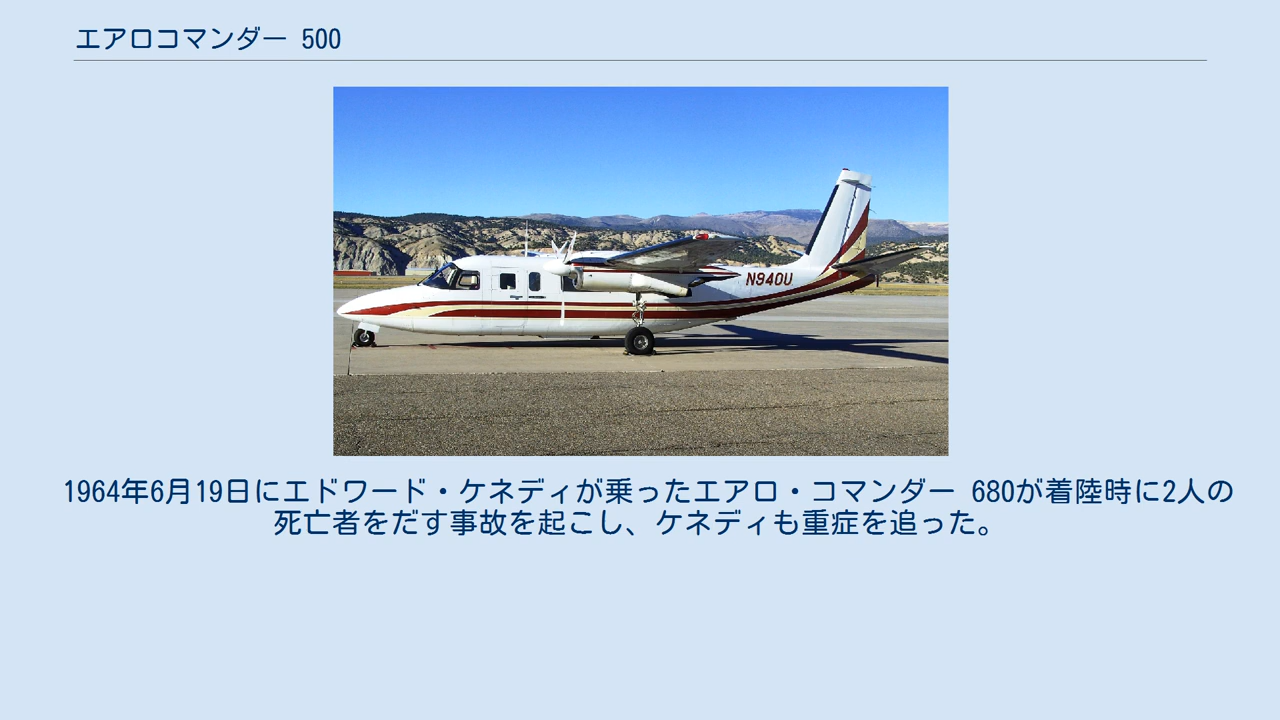 エアロコマンダー 500
N940U
1964年6月19日にエドワード・ケネディが乗ったエアロ・コマンダー 680が着陸時に2人の
死亡者をだす事故を起こし、ケネディも重症を追った。